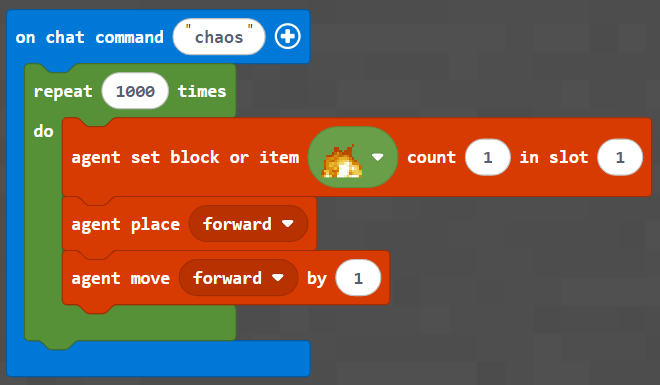 on chat command "chaos"
repeat 1000 times
do
agent set block or item count 1 in slot 1
agent place forward
agent move forward by 1